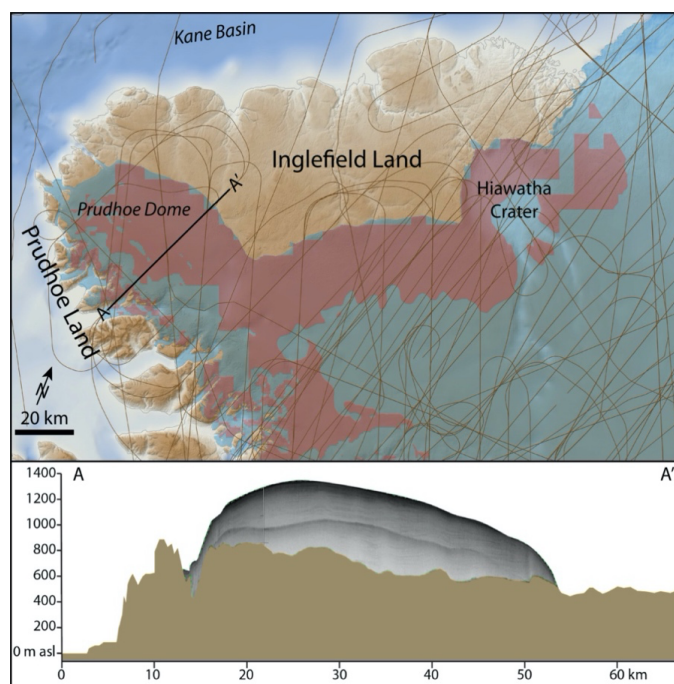 Kane Basin
Inglefield Land
A'
Prudhoe Dome
Hiawatha
Crater
Prudhoe Land
A
N
20 km
A
A'
1400
1200
1000
800
600
400
200
0 m asl
0
10
20
30
40
50
60 km